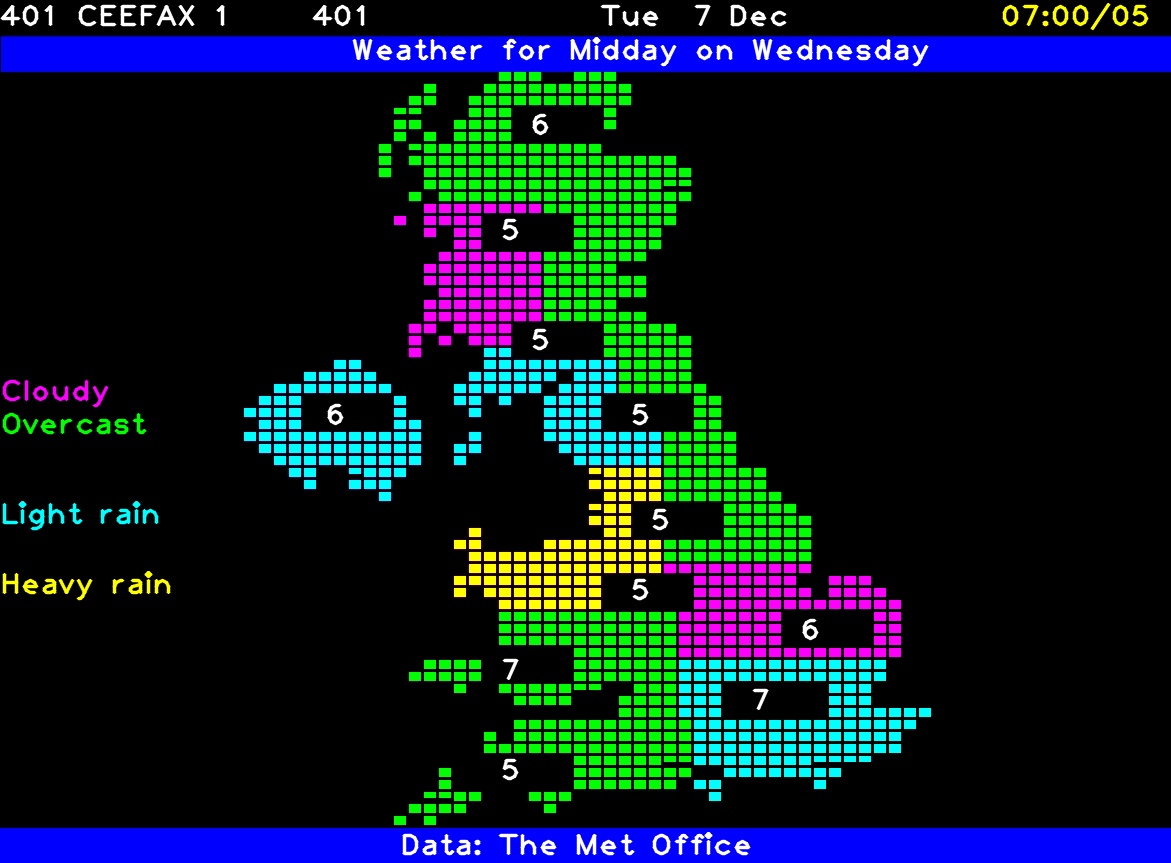 401 CEEFAX 1 401 Tue 7 Dec 07:00/05
Weather for Midday on Wednesday
6
5
5
Cloudy
6 5
Overcast
Light rain
5
Heavy rain 5
6
7
7
5
Data: The Met Office